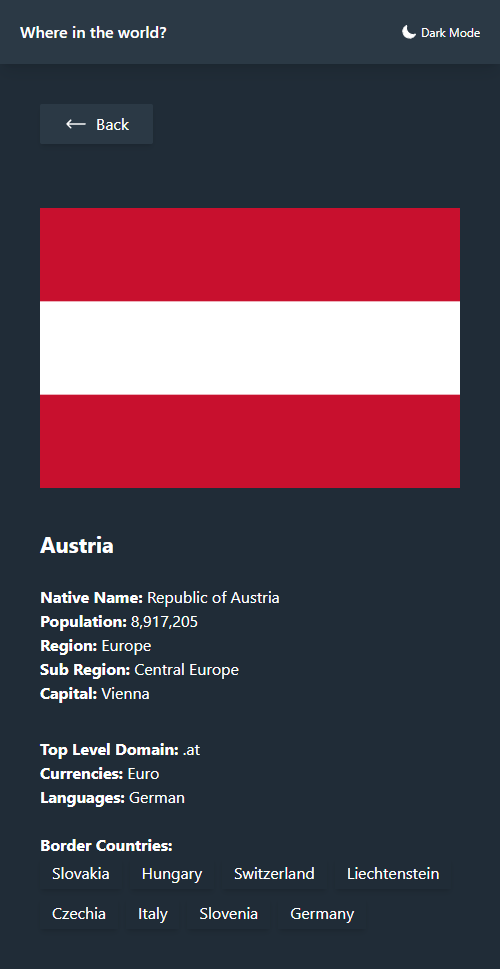 Where in the world?
Dark Mode
Back
Austria
Native Name: Republic of Austria
Population: 8,917,205
Region: Europe
Sub Region: Central Europe
Capital: Vienna
Top Level Domain: .at
Currencies: Euro
Languages: German
Border Countries:
Slovakia Hungary Switzerland Liechtenstein
Czechia Italy Slovenia Germany